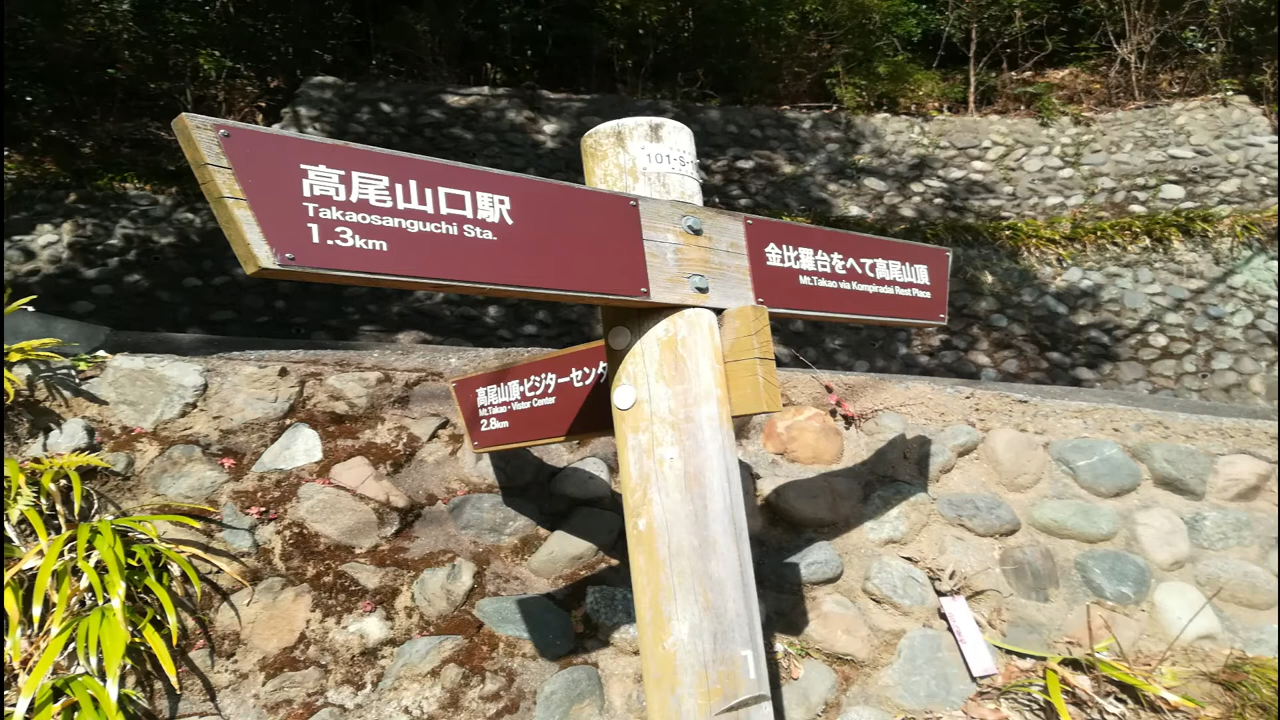 101-S-1
高尾山口駅
Takaosanguchi Sta.
1.3km
金比羅台をへて高尾山頂
Mt.Takao via Kompiradai Rest Place
高尾山頂・ビジターセンタ
Mt.Takao・Visitor Center
2.8km